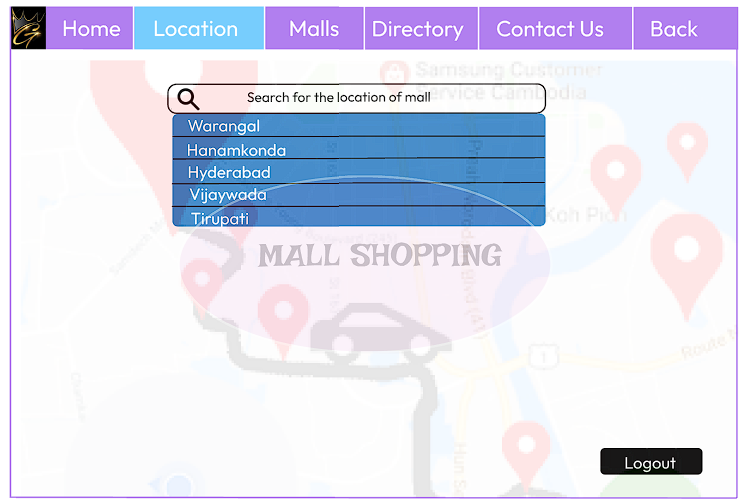 Home Location Malls Directory Contact Us Back
Samsung Customer
Service Cambodia
Search for the location of mall
Warangal
Hanamkonda
Hyderabad
Vijaywada
Tirupati
Koh Pich
MALL SHOPPING
1
Logout